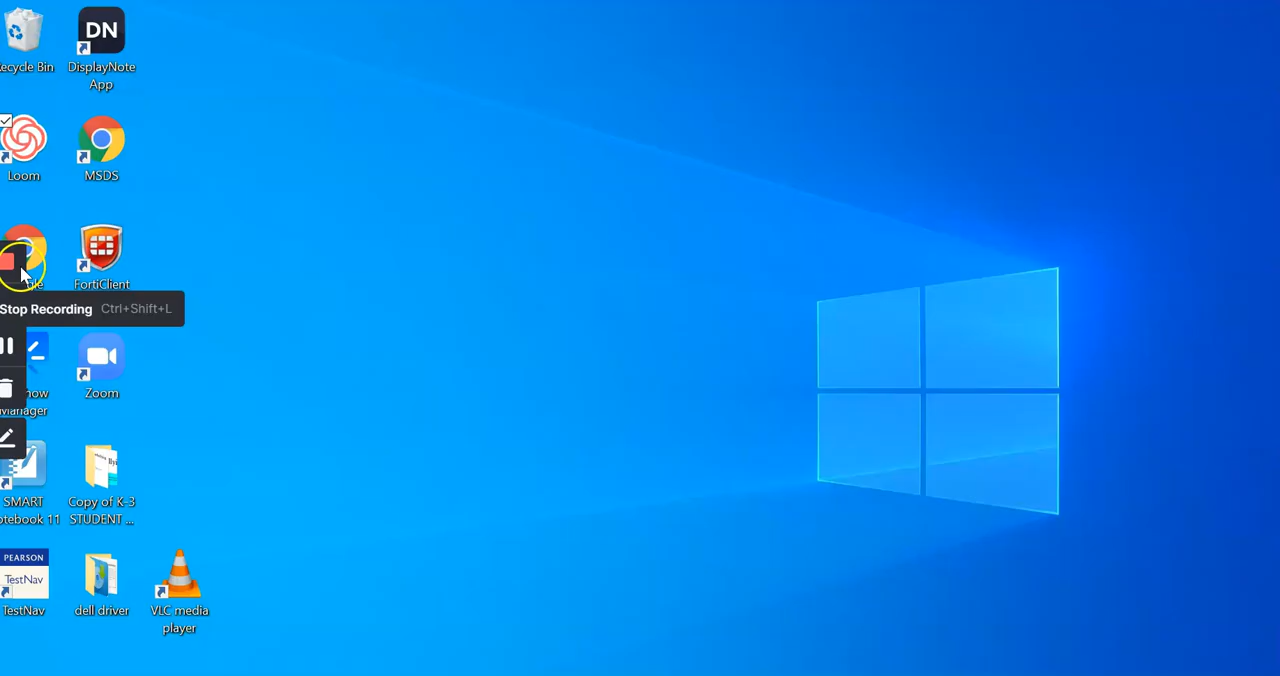 ecycle Bin
DN
DisplayNote
App
Loom
MSDS
FortiClient
Stop Recording Ctrl+Shift+L
Manager
Zoom
SMART
otebook 11
Copy of K-3
STUDENT ...
PEARSON
TestNav
TestNav
dell driver
VLC media
player